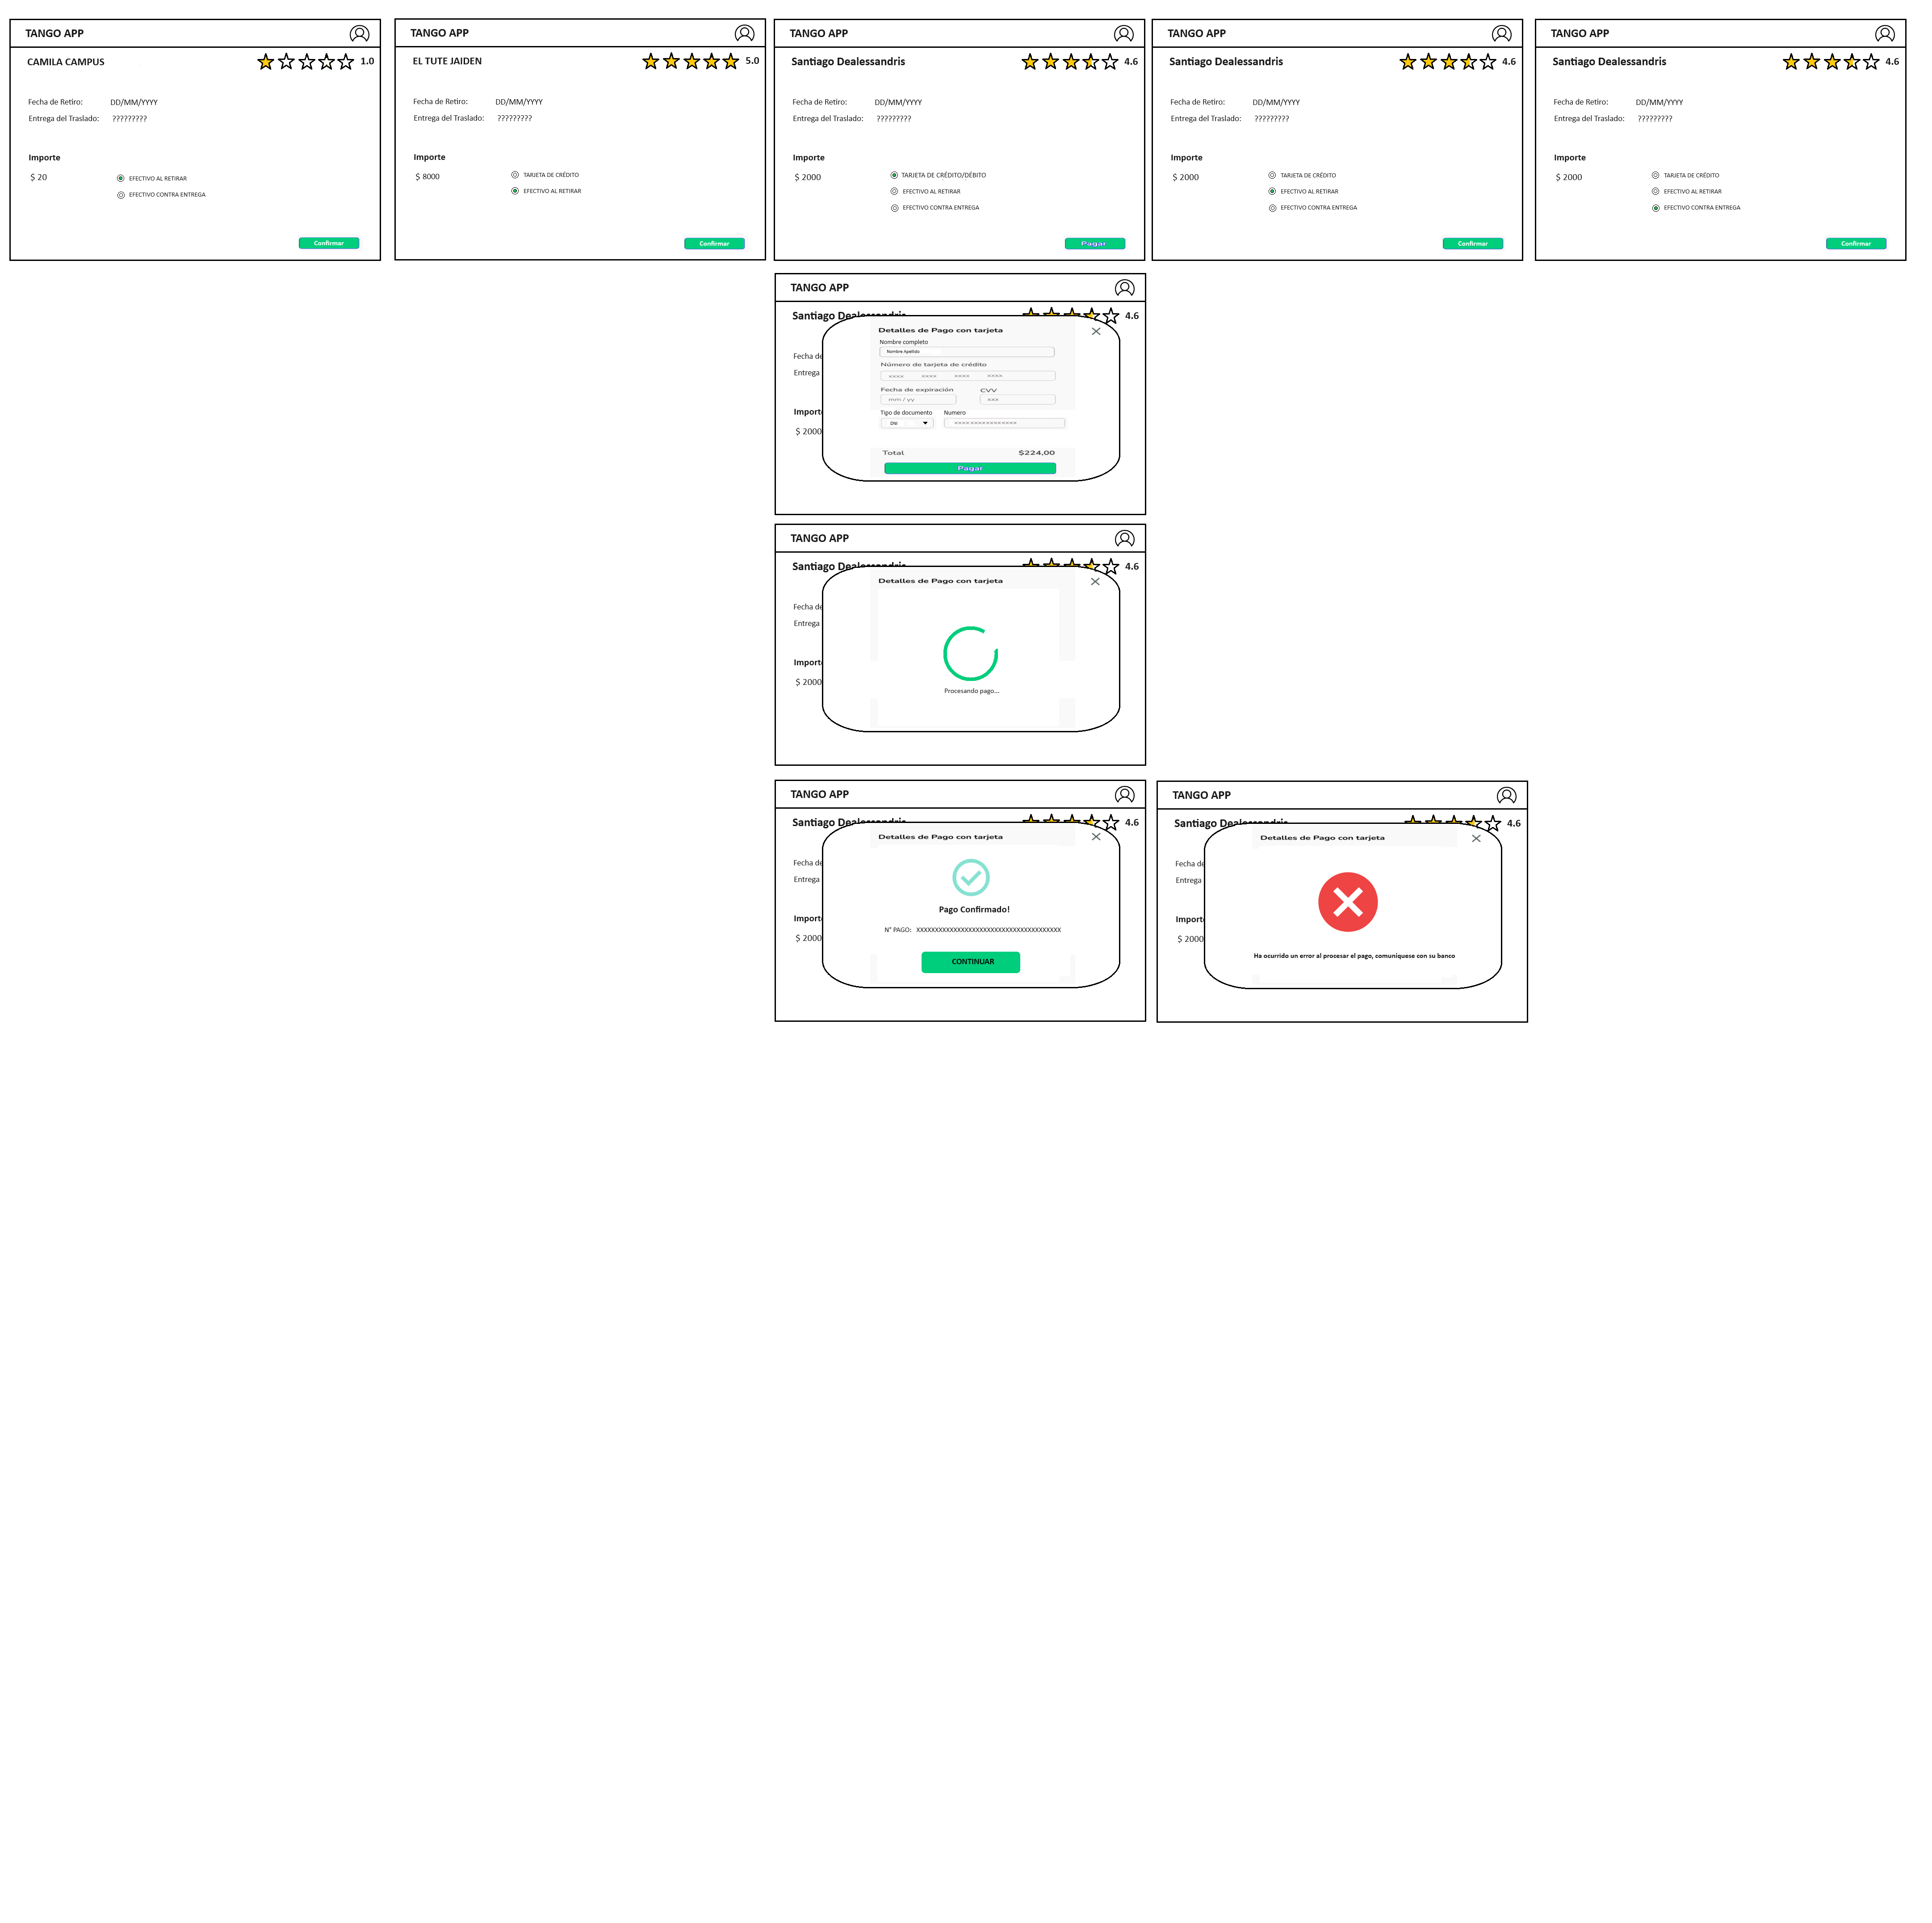 TANGO APP
CAMILA CAMPUS
1.0
Fecha de Retiro: DD/MM/YYYY
Entrega del Traslado: ?????????
Importe
$ 20
EFECTIVO AL RETIRAR
EFECTIVO CONTRA ENTREGA
Confirmar
TANGO APP
EL TUTE JAIDEN
5.0
Fecha de Retiro: DD/MM/YYYY
Entrega del Traslado: ?????????
Importe
$ 8000
TARJETA DE CRÉDITO
EFECTIVO AL RETIRAR
Confirmar
TANGO APP
Santiago Dealessandris
4.6
Fecha de Retiro: DD/MM/YYYY
Entrega del Traslado: ?????????
Importe
$ 2000
TARJETA DE CRÉDITO/DÉBITO
EFECTIVO AL RETIRAR
EFECTIVO CONTRA ENTREGA
Pagar
TANGO APP
Santiago Dealessandris
4.6
Fecha de Retiro: DD/MM/YYYY
Entrega del Traslado: ?????????
Importe
$ 2000
TARJETA DE CRÉDITO
EFECTIVO AL RETIRAR
EFECTIVO CONTRA ENTREGA
Confirmar
TANGO APP
Santiago Dealessandris
4.6
Fecha de Retiro: DD/MM/YYYY
Entrega del Traslado: ?????????
Importe
$ 2000
TARJETA DE CRÉDITO
EFECTIVO AL RETIRAR
EFECTIVO CONTRA ENTREGA
Confirmar
TANGO APP
Santiago Dealessandris
4.6
Fecha de
Entrega
Import
$ 2000
Detalles de Pago con tarjeta
Nombre completo
Nombre Apellido
Número de tarjeta de crédito
xxxx xxxx xxxx xxxx
Fecha de expiración CVV
mm / yy xxx
Tipo de documento Numero
DNI xxxxxxxxxxxxxxxx
Total $224,00
Pagar
TANGO APP
Santiago Dealessandris
4.6
Fecha de
Entrega
Import
$ 2000
Detalles de Pago con tarjeta
Procesando pago...
TANGO APP
Santiago Dealessandris
4.6
Fecha de
Entrega
Import
$ 2000
Detalles de Pago con tarjeta
Pago Confirmado!
N° PAGO: XXXXXXXXXXXXXXXXXXXXXXXXXXXXXXXXXXXXXXX
CONTINUAR
TANGO APP
Santiago Dealessandris
4.6
Fecha de
Entrega
Import
$ 2000
Detalles de Pago con tarjeta
Ha ocurrido un error al procesar el pago, comuniquese con su banco